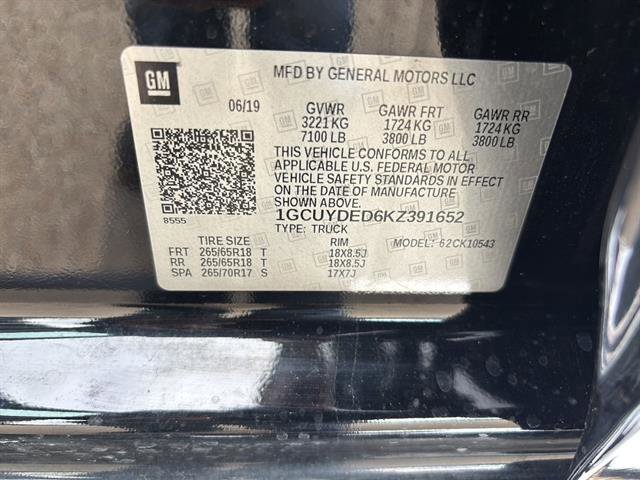 GM
MFD BY GENERAL MOTORS LLC
06/19 GVWR GAWR FRT GAWR RR
3221 KG 1724 KG 1724 KG
7100 LB 3800 LB 3800 LB
THIS VEHICLE CONFORMS TO ALL
APPLICABLE U.S. FEDERAL MOTOR
VEHICLE SAFETY STANDARDS IN EFFECT
ON THE DATE OF MANUFACTURE
SHOWN ABOVE.
8555
1GCUYDED6KZ391652
TYPE: TRUCK MODEL: 62CK10543
TIRE SIZE RIM
FRT 265/65R18 T 18X8.5J
RR 265/65R18 T 18X8.5J
SPA 265/70R17 S 17X7J